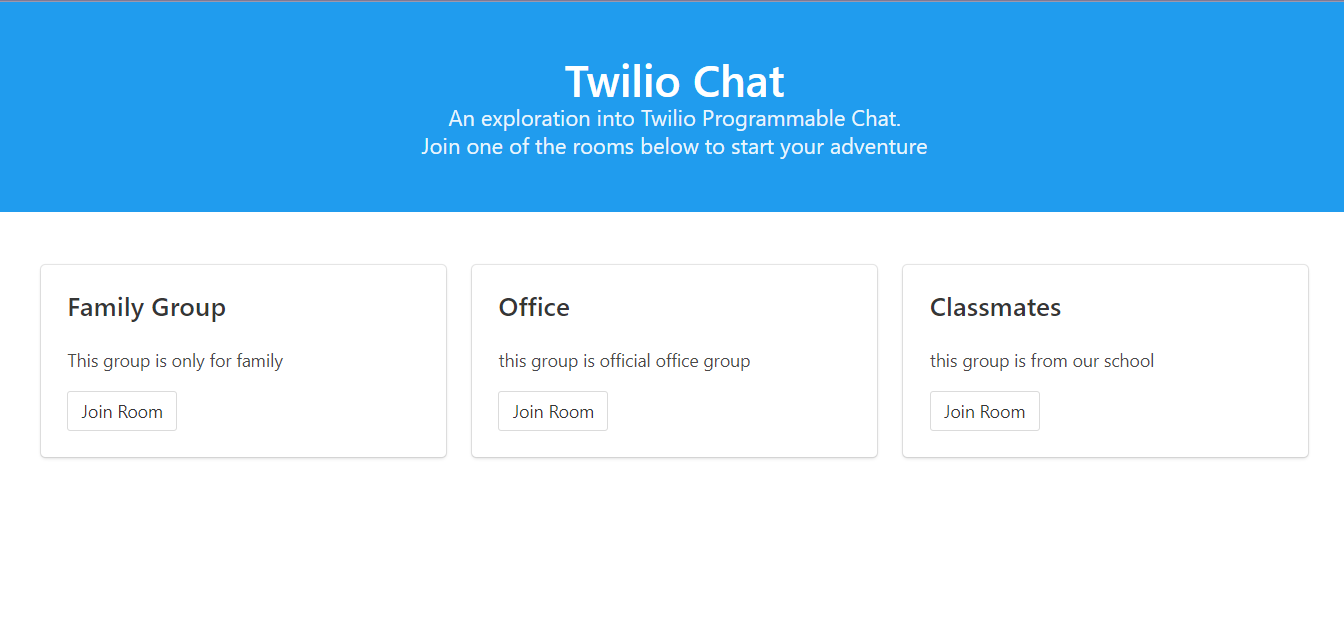 Twilio Chat
An exploration into Twilio Programmable Chat.
Join one of the rooms below to start your adventure
Family Group
This group is only for family
Join Room
Office
this group is official office group
Join Room
Classmates
this group is from our school
Join Room